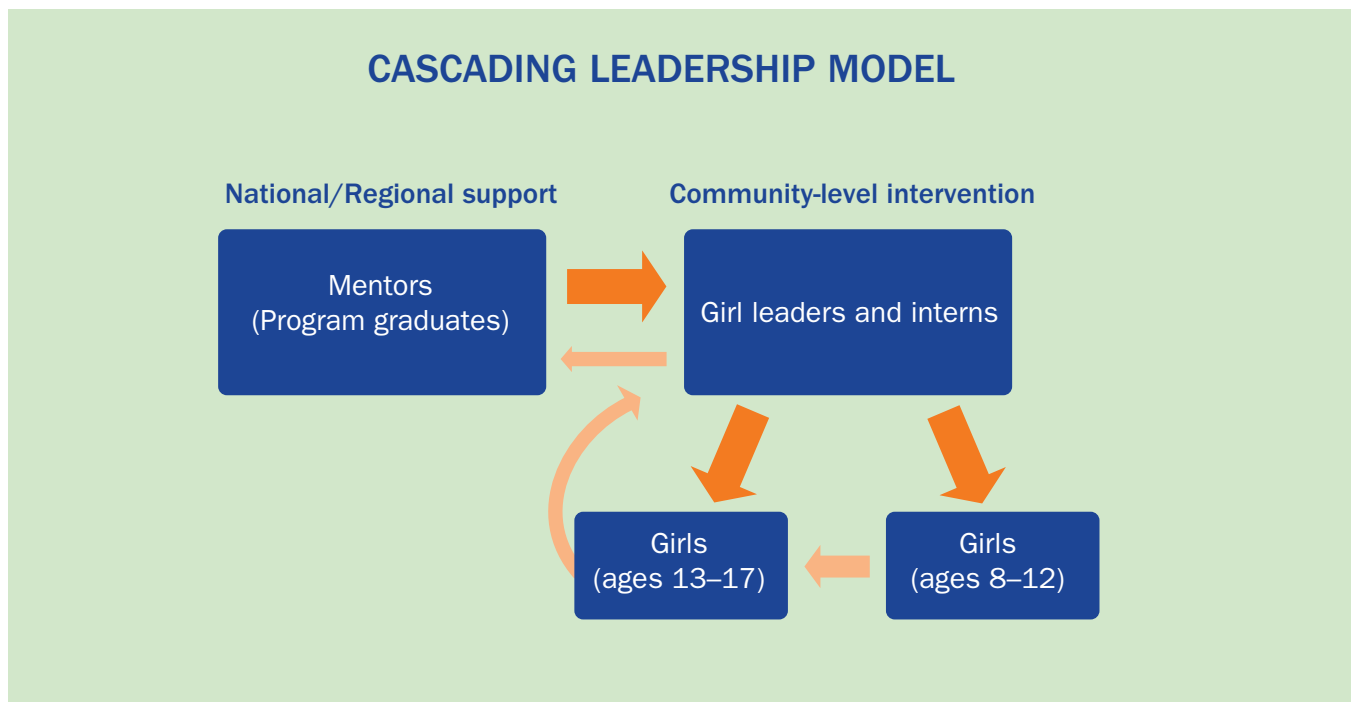 CASCADING LEADERSHIP MODEL
National/Regional support
Community-level intervention
Mentors
(Program graduates)
Girl leaders and interns
Girls
(ages 13–17)
Girls
(ages 8–12)